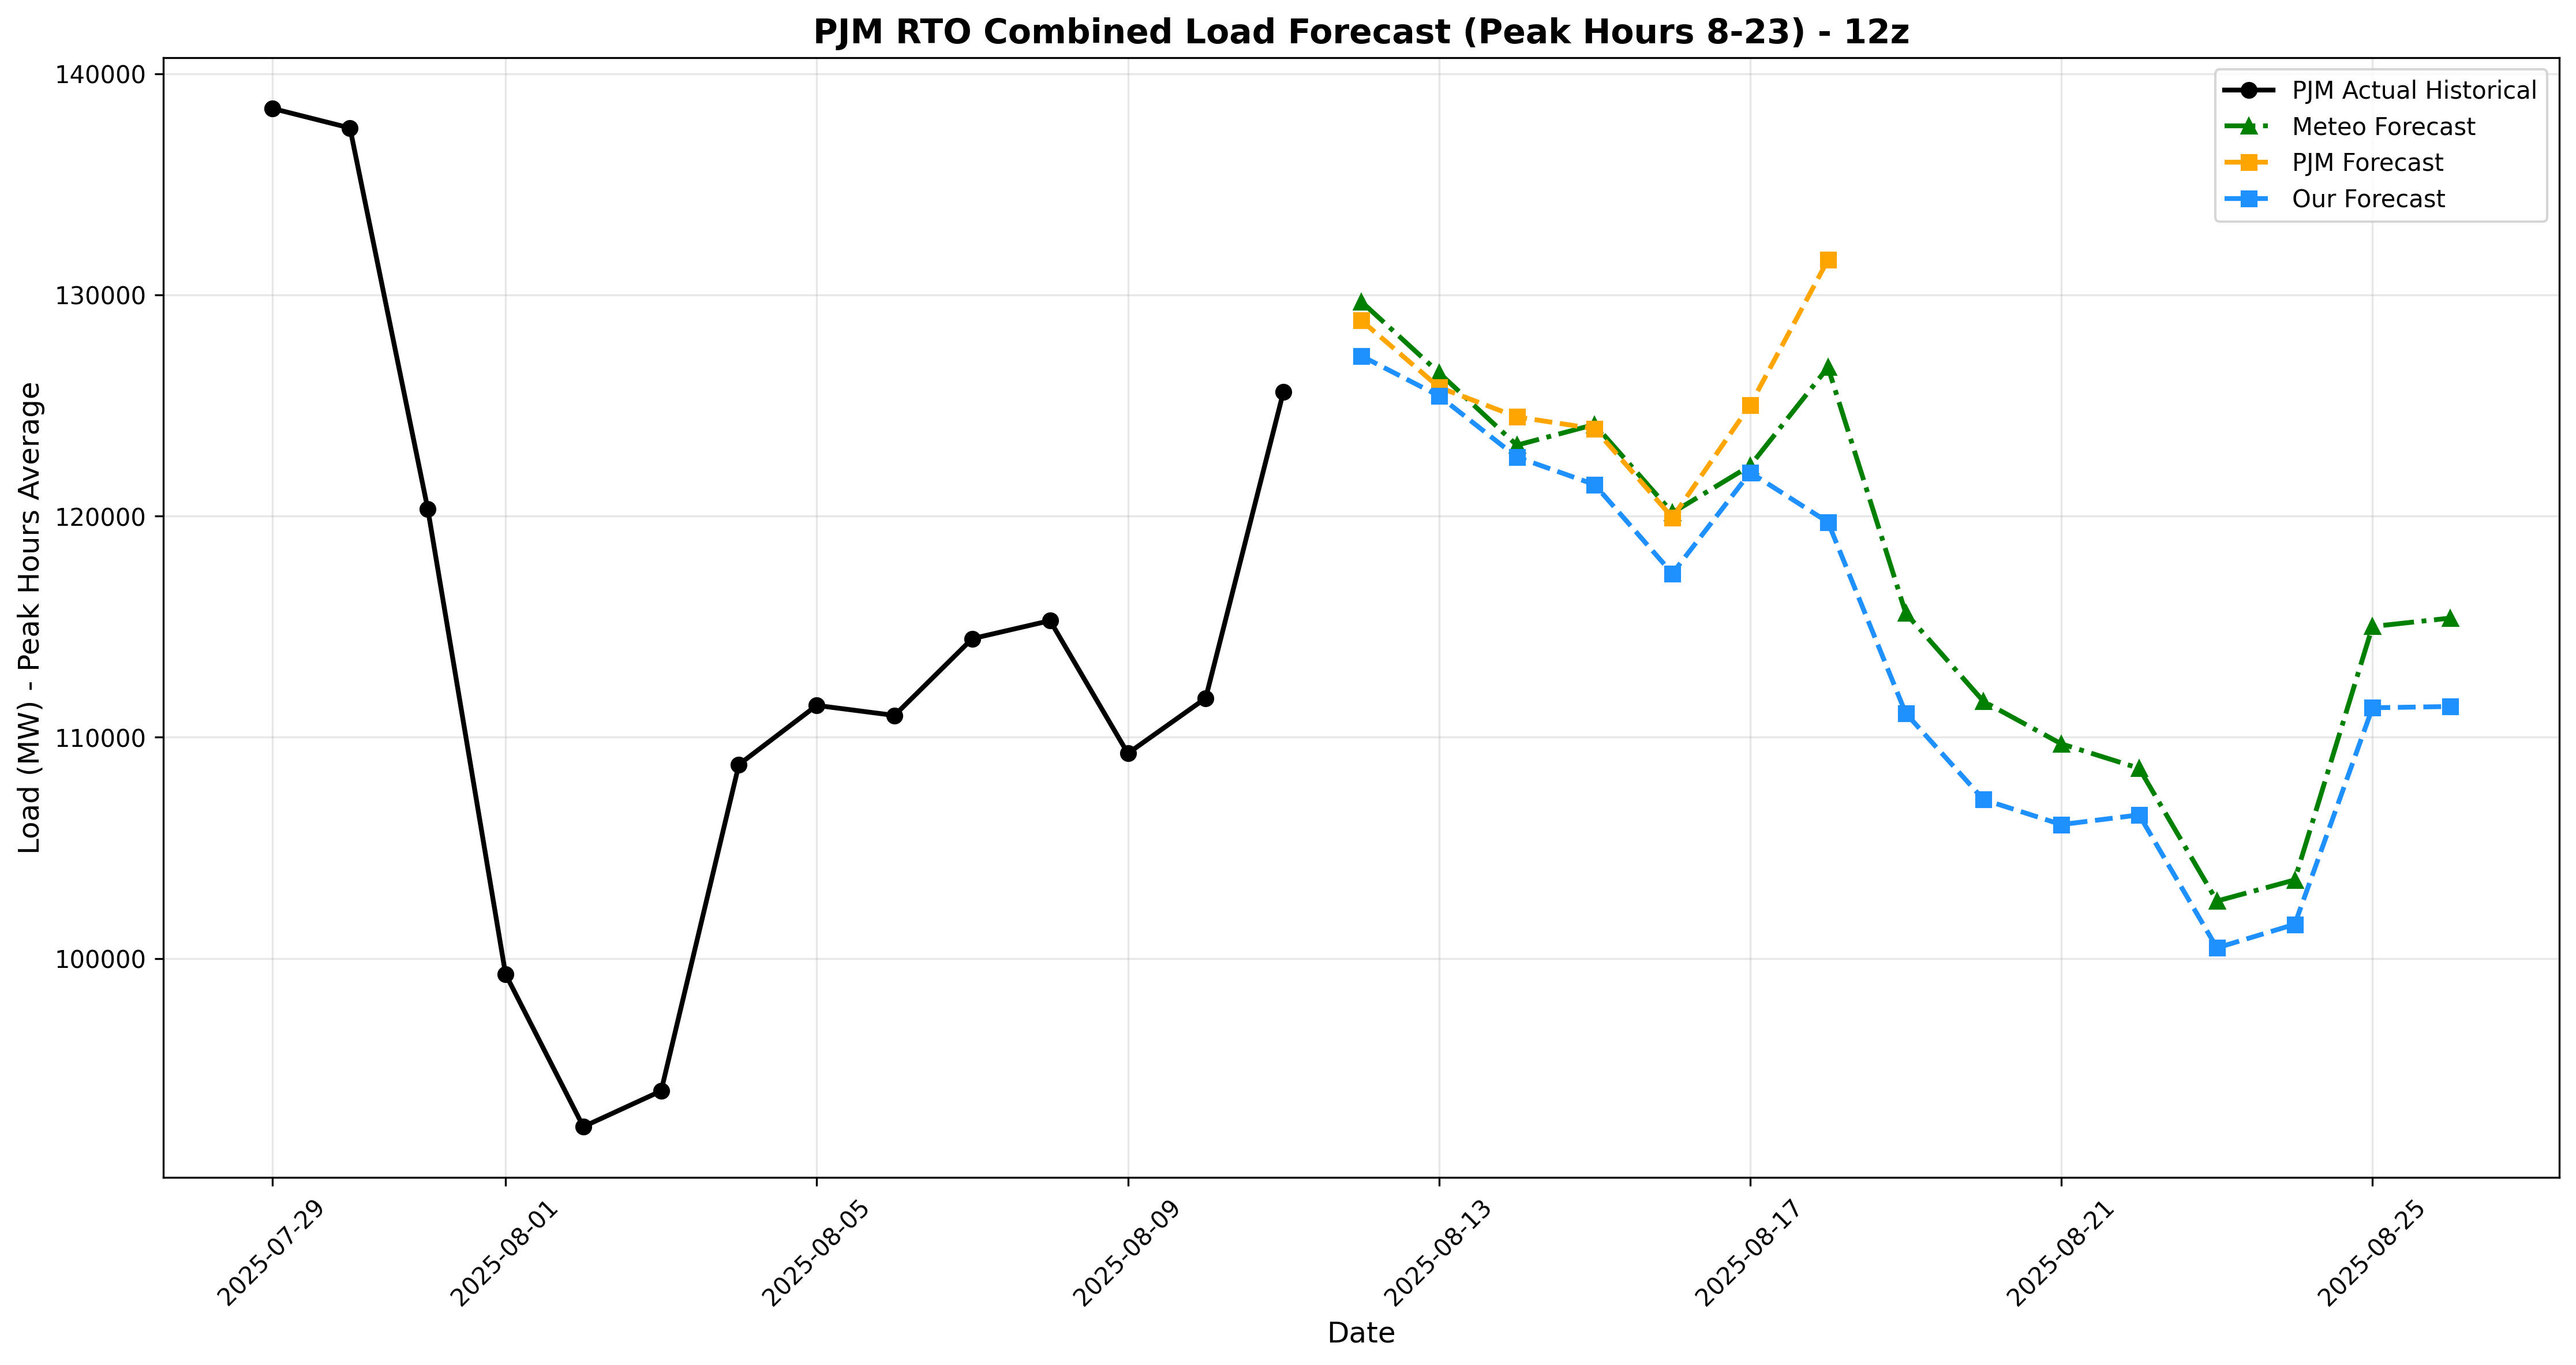 PJM RTO Combined Load Forecast (Peak Hours 8-23) - 12z
PJM Actual Historical
Meteo Forecast
PJM Forecast
Our Forecast
Load (MW) - Peak Hours Average
140000
130000
120000
110000
100000
2025-07-29
2025-08-01
2025-08-05
2025-08-09
2025-08-13
2025-08-17
2025-08-21
2025-08-25
Date